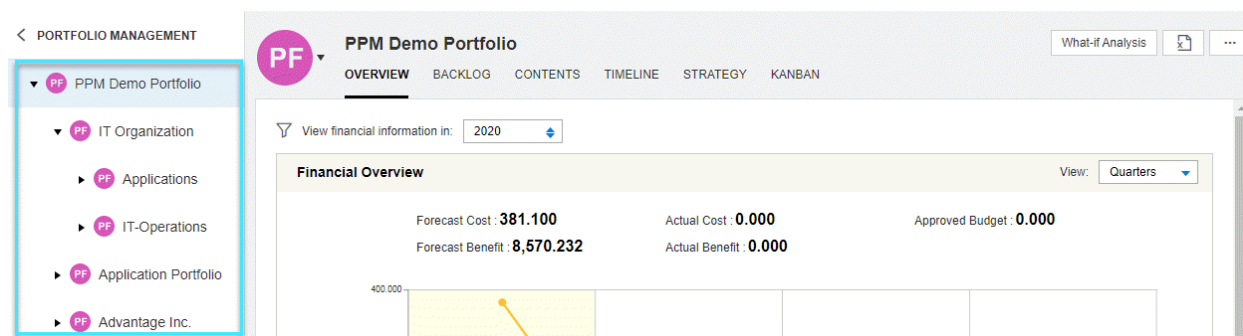 PORTFOLIO MANAGEMENT
PF PPM Demo Portfolio
PF IT Organization
PF Applications
PF IT-Operations
PF Application Portfolio
PF Advantage Inc.
PF PPM Demo Portfolio
What-if Analysis x ...
OVERVIEW BACKLOG CONTENTS TIMELINE STRATEGY KANBAN
View financial information in: 2020
Financial Overview View: Quarters
Forecast Cost : 381.100 Actual Cost : 0.000 Approved Budget : 0.000
Forecast Benefit : 8,570.232 Actual Benefit : 0.000
400.000